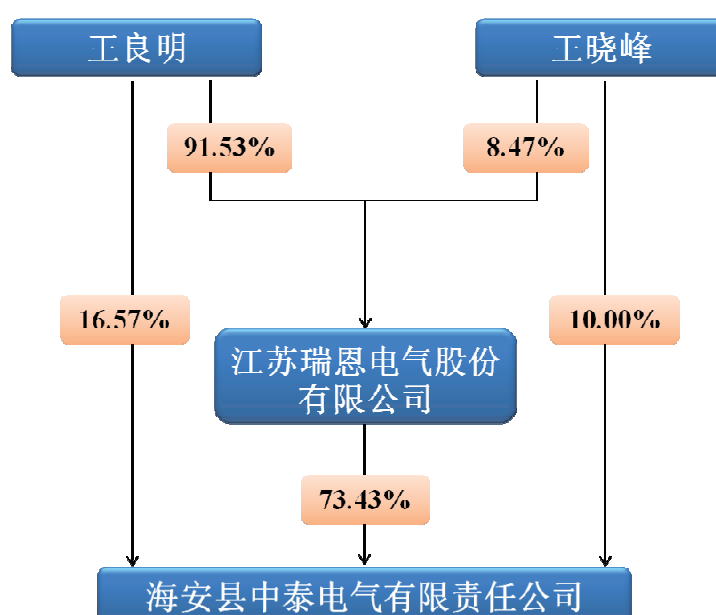 工良明
工晓峰
91.53%
8.47%
16.57%
10.00%
江苏瑞恩电气股份
有限公司
73.43%
海安县中泰电气有限责任公司